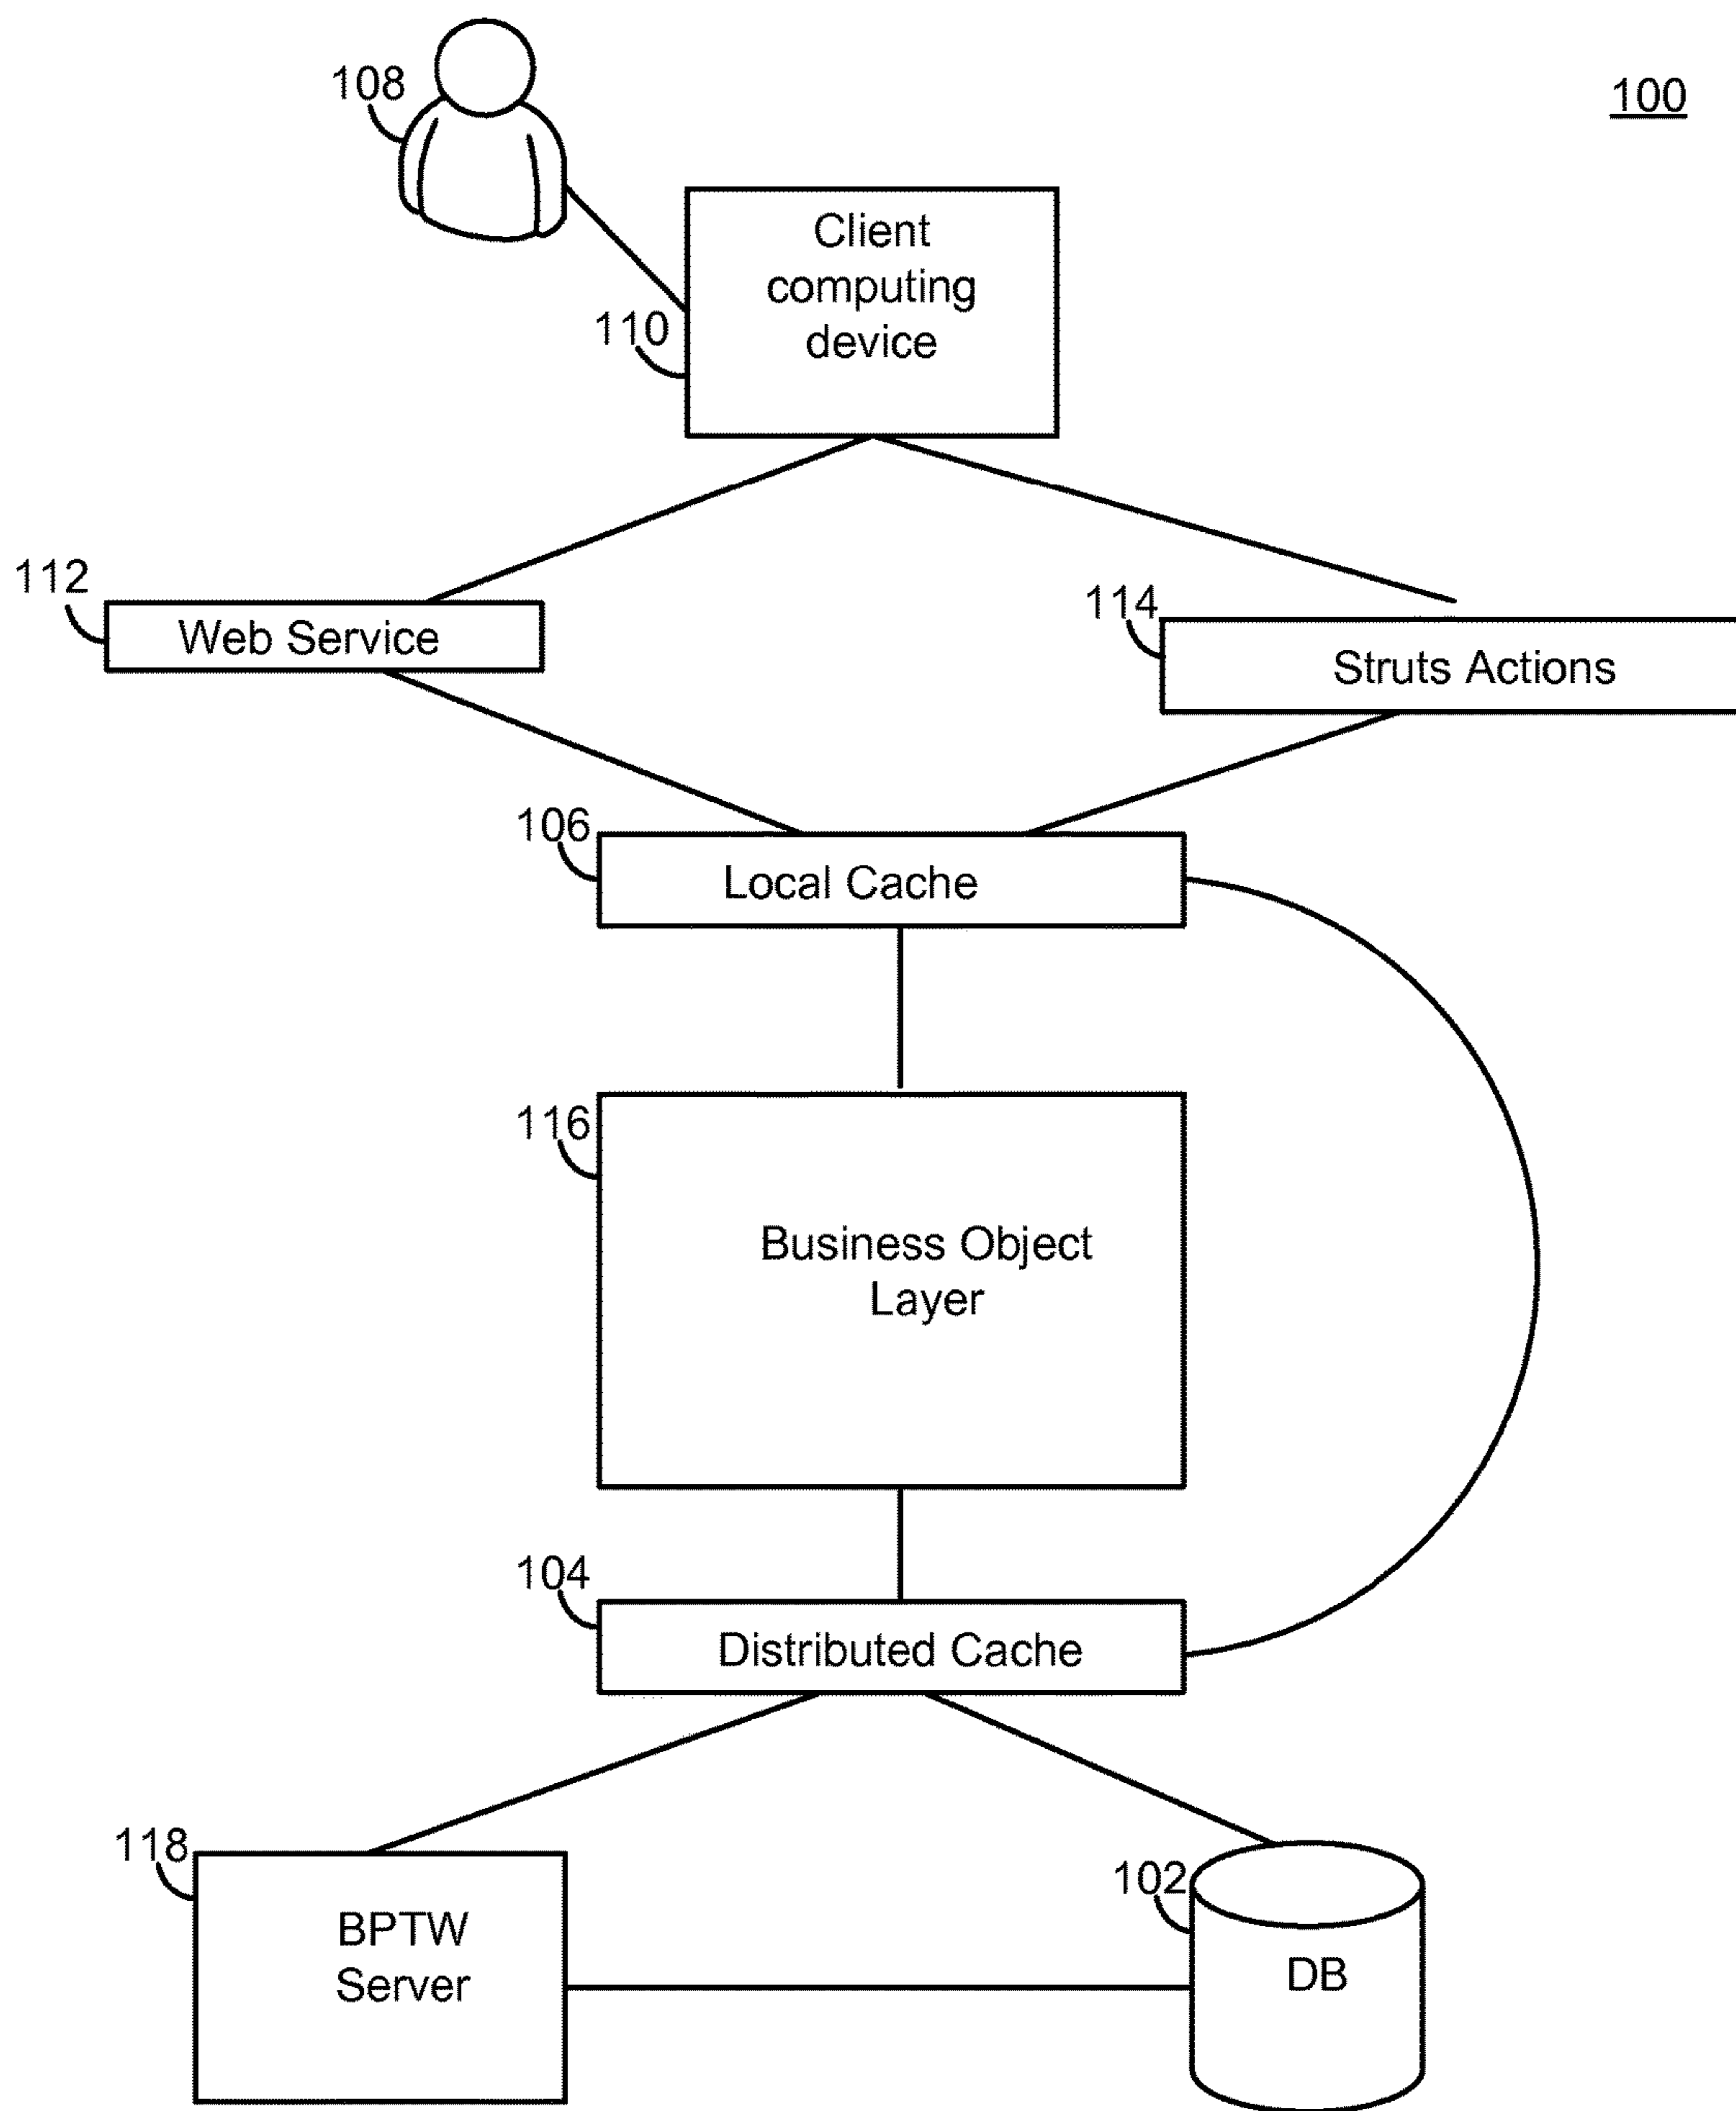 108
100
Client
computing
device
110
112
Web Service
114
Struts Actions
106
Local Cache
116
Business Object
Layer
104
Distributed Cache
118
BPTW
Server
102
DB